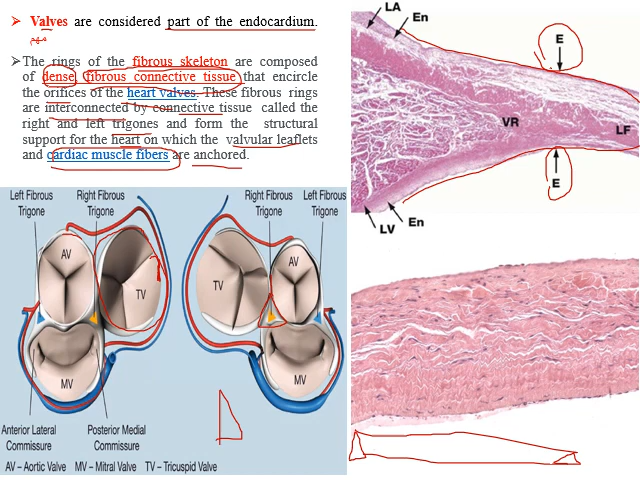 ➤ Valves are considered part of the endocardium.
➤The rings of the fibrous skeleton are composed
of dense, fibrous connective tissue that encircle
the orifices of the heart valves. These fibrous rings
are interconnected by connective tissue called the
right and left trigones and form the structural
support for the heart on which the valvular leaflets
and cardiac muscle fibers are anchored.
LA
En
E
VR
LF
E
En
LV
Left Fibrous
Trigone
Right Fibrous
Trigone
Right Fibrous
Trigone
Left Fibrous
Trigone
AV
TV
MV
TV
AV
MV
Anterior Lateral
Commissure
Posterior Medial
Commissure
AV – Aortic Valve MV – Mitral Valve TV – Tricuspid Valve